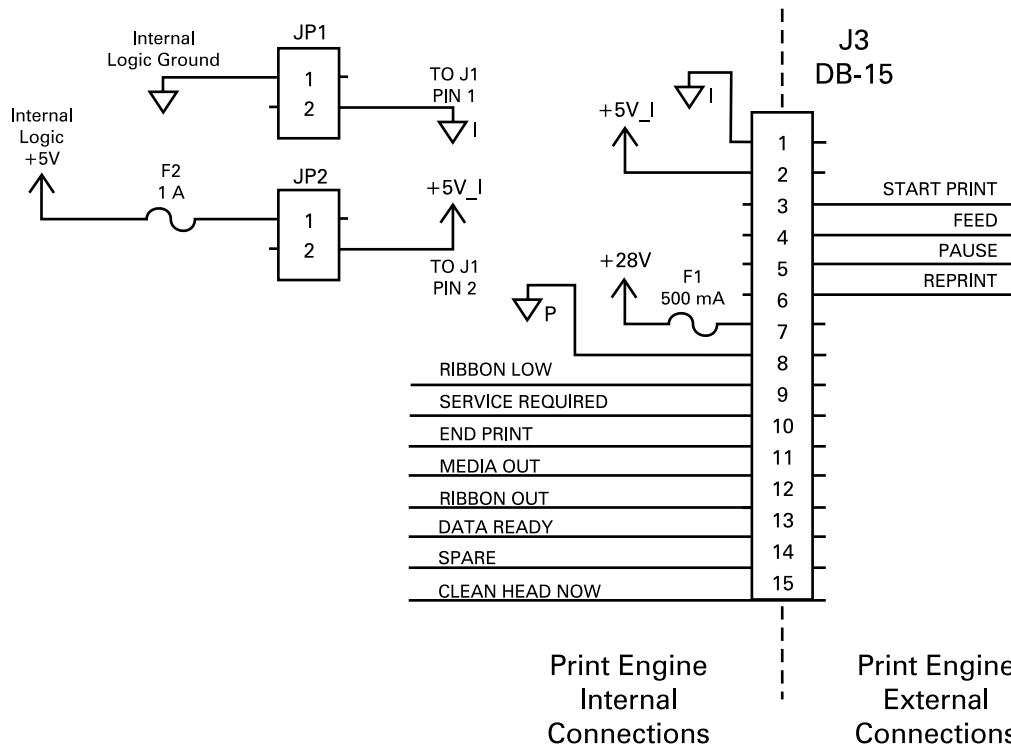 JP1
Internal
Logic Ground
1
2
TO J1
PIN 1
I
Internal
Logic
+5V
F2
1 A
JP2
1
2
+5V_I
TO J1
PIN 2
J3
DB-15
I
+5V_I
+28V
F1
500 mA
P
1
2
3
4
5
6
7
8
9
10
11
12
13
14
15
START PRINT
FEED
PAUSE
REPRINT
RIBBON LOW
SERVICE REQUIRED
END PRINT
MEDIA OUT
RIBBON OUT
DATA READY
SPARE
CLEAN HEAD NOW
Print Engine
Internal
Connections
Print Engine
External
Connections